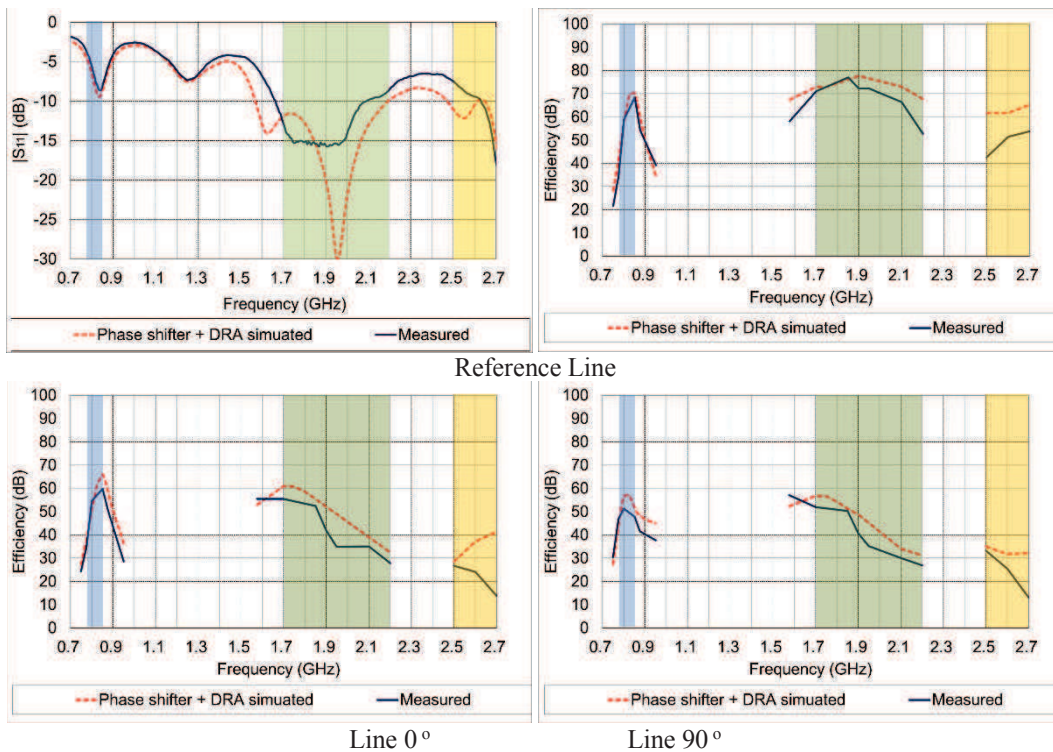 0
-5
-10
-15
-20
-25
-30
|S11| (dB)
0.7 0.9 1.1 1.3 1.5 1.7 1.9 2.1 2.3 2.5 2.7
Frequency (GHz)
Phase shifter + DRA simuated Measured
100
90
80
70
60
50
40
30
20
10
0
Efficiency (dB)
0.7 0.9 1.1 1.3 1.5 1.7 1.9 2.1 2.3 2.5 2.7
Frequency (GHz)
Phase shifter + DRA simuated Measured
Reference Line
100
90
80
70
60
50
40
30
20
10
0
Efficiency (dB)
0.7 0.9 1.1 1.3 1.5 1.7 1.9 2.1 2.3 2.5 2.7
Frequency (GHz)
Phase shifter + DRA simuated Measured
100
90
80
70
60
50
40
30
20
10
0
Efficiency (dB)
0.7 0.9 1.1 1.3 1.5 1.7 1.9 2.1 2.3 2.5 2.7
Frequency (GHz)
Phase shifter + DRA simuated Measured
Line 0 º Line 90 º